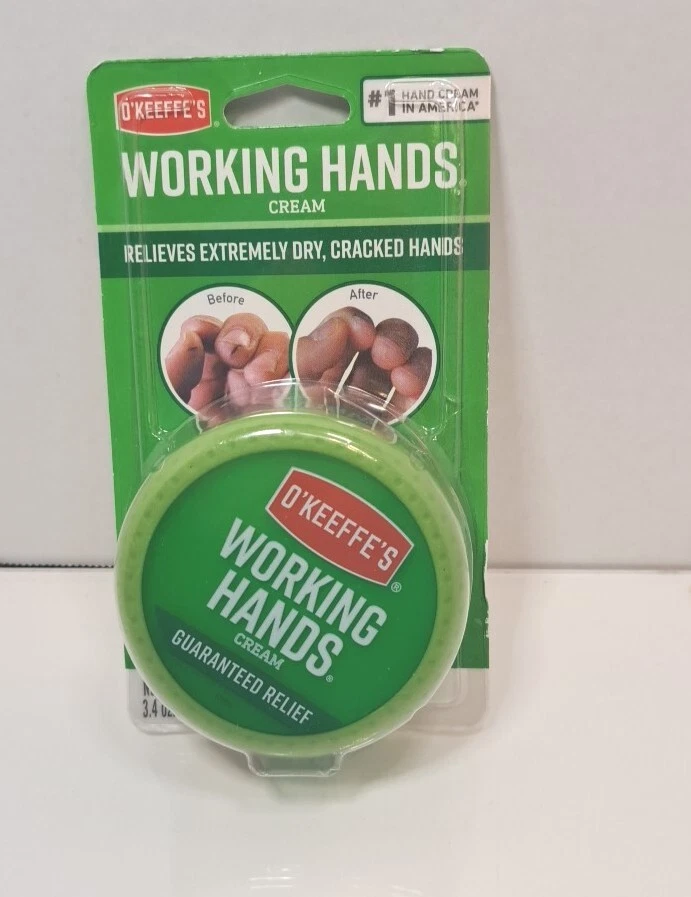 O'KEEFFE'S
#1 HAND CREAM
IN AMERICA*
WORKING HANDS®
CREAM
RELIEVES EXTREMELY DRY, CRACKED HANDS
Before
After
O'KEEFFE'S®
WORKING
HANDS®
CREAM
GUARANTEED RELIEF
3.4 oz.